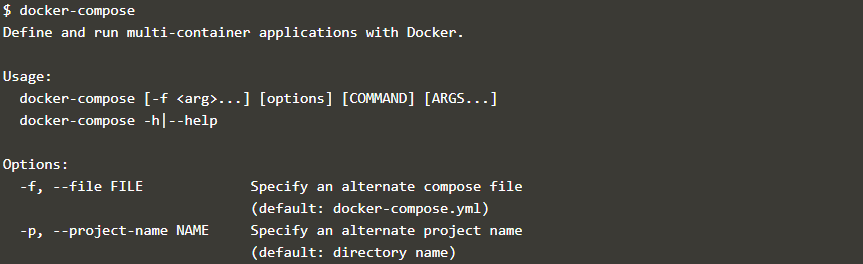 $ docker-compose
Define and run multi-container applications with Docker.
Usage:
docker-compose [-f <arg>...] [options] [COMMAND] [ARGS...]
docker-compose -h|--help
Options:
-f, --file FILE             Specify an alternate compose file
(default: docker-compose.yml)
-p, --project-name NAME     Specify an alternate project name
(default: directory name)